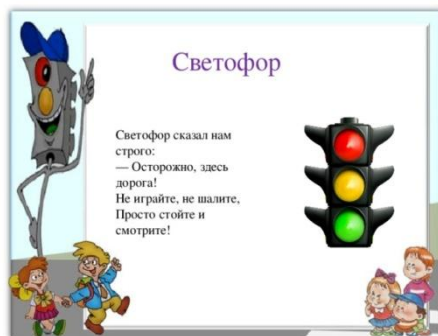 Светофор
Светофор сказал нам
строго:
— Осторожно, здесь
дорога!
Не играйте, не шалите,
Просто стойте и
смотрите!